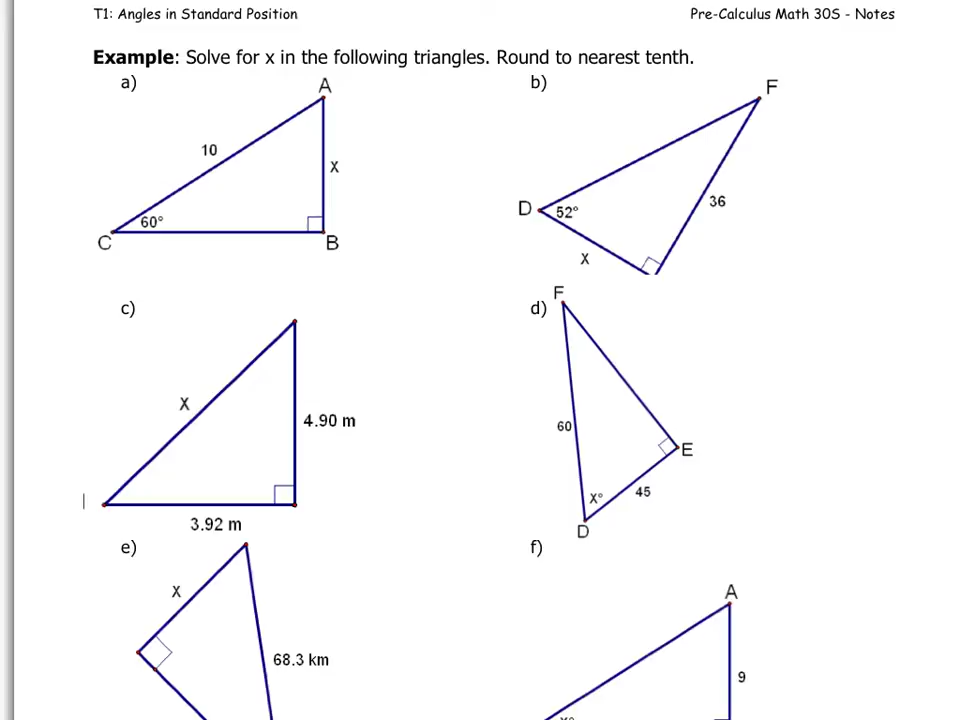 T1: Angles in Standard Position
Pre-Calculus Math 30S - Notes
Example: Solve for x in the following triangles. Round to nearest tenth.
a)
A
10
x
60°
C
B
b)
F
D
52°
36
x
c)
x
4.90 m
3.92 m
d)
F
60
E
x°
45
D
e)
x
68.3 km
f)
A
9